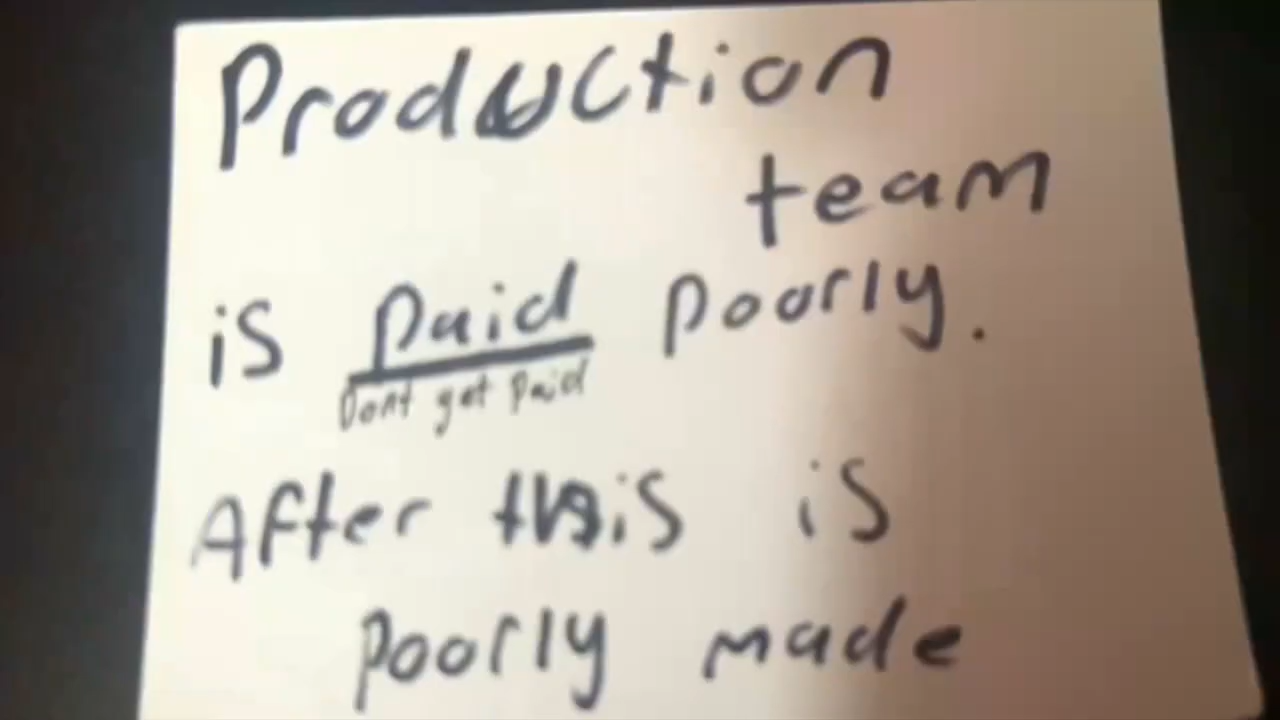 Production
team
is paid poorly.
Dont get paid
After this is
poorly made